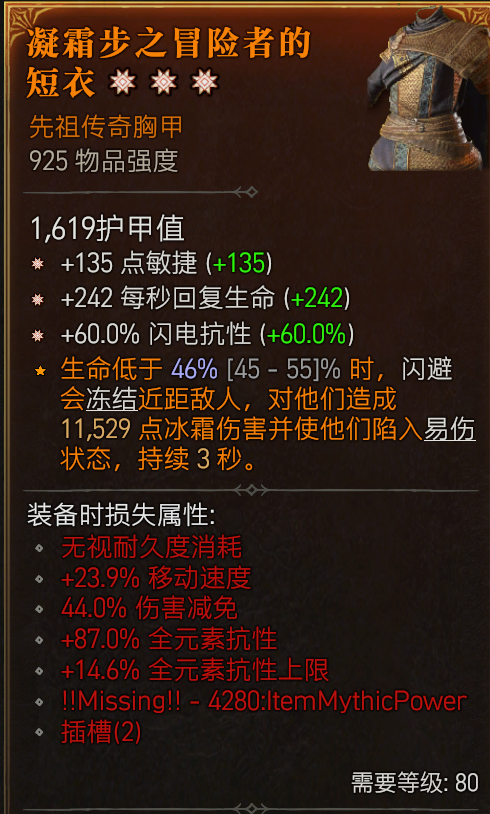 凝霜步之冒险者的
短衣
先祖传奇胸甲
925 物品强度
1,619护甲值
+135 点敏捷 (+135)
+242 每秒回复生命 (+242)
+60.0% 闪电抗性 (+60.0%)
生命低于 46% [45 - 55]% 时，闪避
会冻结近距敌人，对他们造成
11,529 点冰霜伤害并使他们陷入易伤
状态，持续 3 秒。
装备时损失属性:
无视耐久度消耗
+23.9% 移动速度
44.0% 伤害减免
+87.0% 全元素抗性
+14.6% 全元素抗性上限
!!Missing!! - 4280:ItemMythicPower
插槽(2)
需要等级: 80